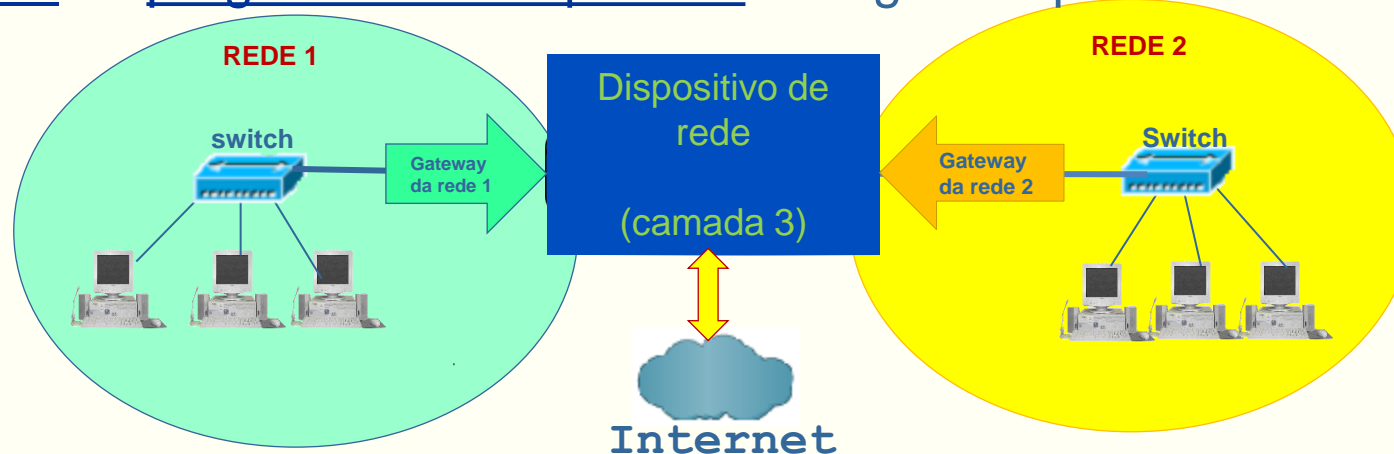 REDE 1
REDE 2
Dispositivo de
rede
(camada 3)
switch
Switch
Gateway
da rede 1
Gateway
da rede 2
Internet